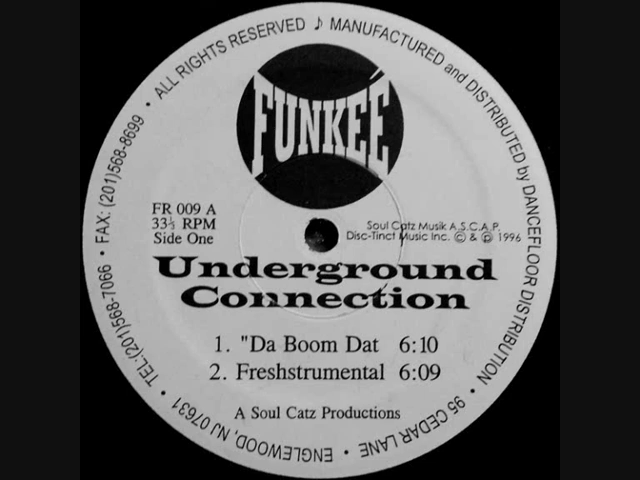 FUNKEÉ
FR 009 A
33⅓ RPM
Side One
Soul Catz Musik A.S.C.A.P.
Disc-Tinct Music Inc. © & ℗ 1996
Underground
Connection
1. "Da Boom Dat 6:10
2. Freshstrumental 6:09
A Soul Catz Productions
• ALL RIGHTS RESERVED ♪ MANUFACTURED and DISTRIBUTED by DANCEFLOOR DISTRIBUTION • 95 CEDAR LANE • ENGLEWOOD, NJ 07631 • TEL:(201)568-7066 • FAX: (201)568-8699